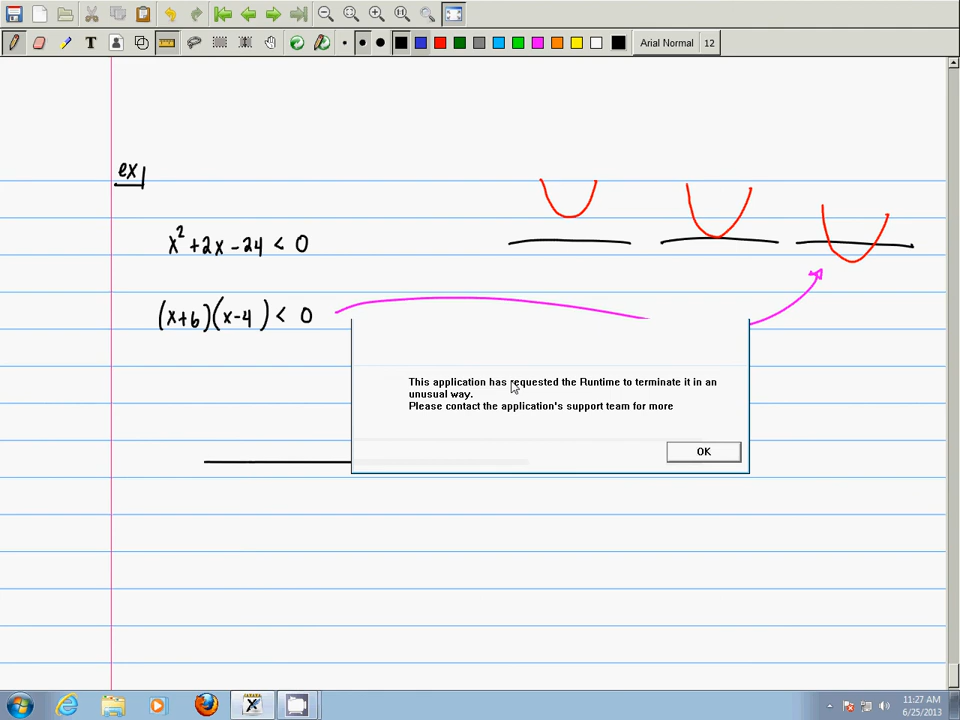 T
Arial Normal 12
ex
x² + 2x - 24 < 0
(x+6)(x-4) < 0
This application has requested the Runtime to terminate it in an
unusual way.
Please contact the application's support team for more
OK
11:27 AM
6/25/2013